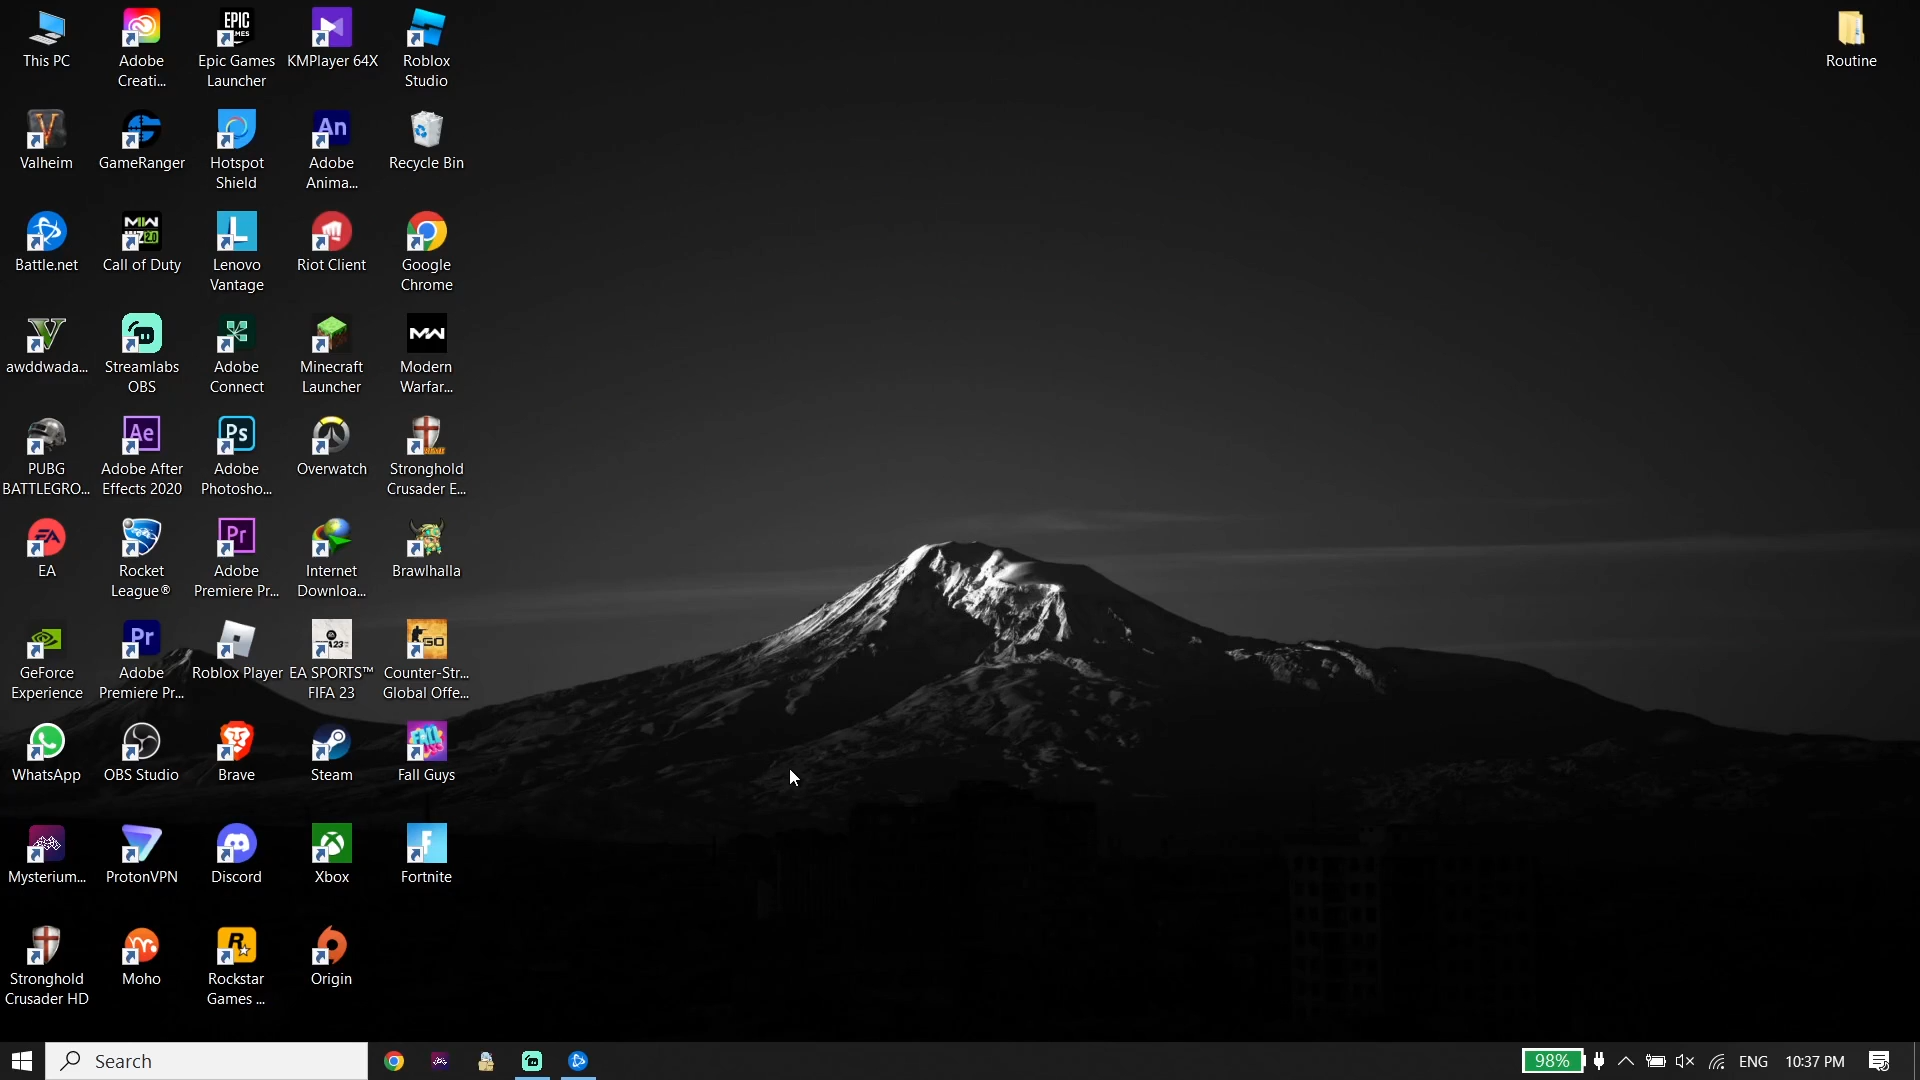 This PC
Adobe
Creati...
Epic Games
Launcher
KMPlayer 64X
Roblox
Studio
Routine
Valheim
GameRanger
Hotspot
Shield
Adobe
Anima...
Recycle Bin
Battle.net
Call of Duty
Lenovo
Vantage
Riot Client
Google
Chrome
awddwada...
Streamlabs
OBS
Adobe
Connect
Minecraft
Launcher
Modern
Warfar...
PUBG
BATTLEGRO...
Adobe After
Effects 2020
Adobe
Photosho...
Overwatch
Stronghold
Crusader E...
EA
Rocket
League®
Adobe
Premiere Pr...
Internet
Downloa...
Brawlhalla
GeForce
Experience
Adobe
Premiere Pr...
Roblox Player
EA SPORTS™
FIFA 23
Counter-Str...
Global Offe...
WhatsApp
OBS Studio
Brave
Steam
Fall Guys
Mysterium...
ProtonVPN
Discord
Xbox
Fortnite
Stronghold
Crusader HD
Moho
Rockstar
Games ...
Origin
Search
98%
ENG
10:37 PM